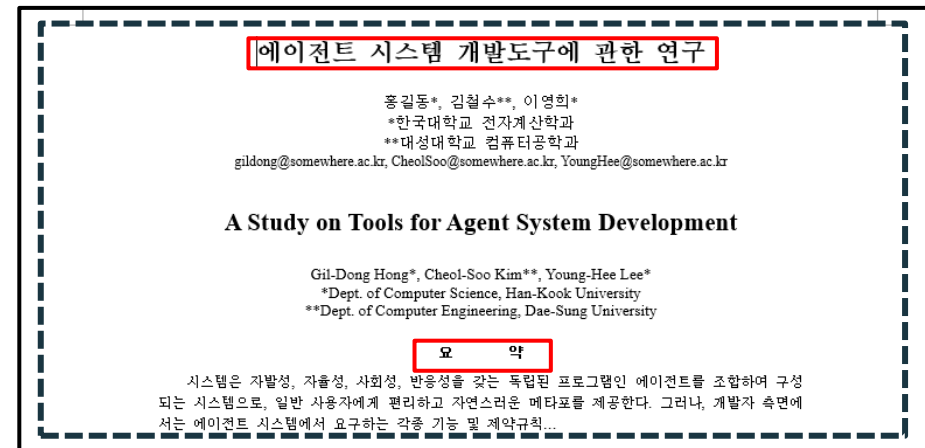 에이전트 시스템 개발도구에 관한 연구
홍길동*, 김철수**, 이영희*
*한국대학교 전자계산학과
**대성대학교 컴퓨터공학과
gildong@somewhere.ac.kr, CheolSoo@somewhere.ac.kr, YoungHee@somewhere.ac.kr
A Study on Tools for Agent System Development
Gil-Dong Hong*, Cheol-Soo Kim**, Young-Hee Lee*
*Dept. of Computer Science, Han-Kook University
**Dept. of Computer Engineering, Dae-Sung University
요 약
시스템은 자발성, 자율성, 사회성, 반응성을 갖는 독립된 프로그램인 에이전트를 조합하여 구성
되는 시스템으로, 일반 사용자에게 편리하고 자연스러운 메타포를 제공한다. 그러나, 개발자 측면에
서는 에이전트 시스템에서 요구하는 각종 기능 및 제약규칙...